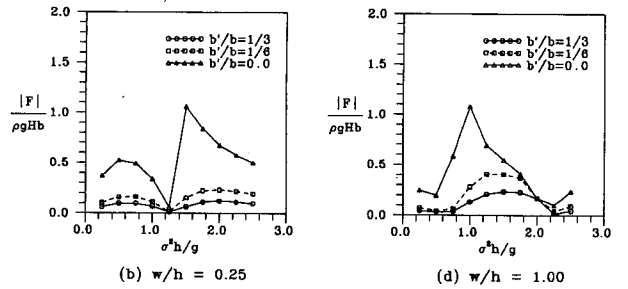 2.0
1.5
1.0
0.5
0.0
|F|
ρgHb
b'/b=1/3
b'/b=1/6
b'/b=0.0
0.0 1.0 2.0 3.0
σ²h/g
(b) w/h = 0.25
2.0
1.5
1.0
0.5
0.0
|F|
ρgHb
b'/b=1/3
b'/b=1/6
b'/b=0.0
0.0 1.0 2.0 3.0
σ²h/g
(d) w/h = 1.00